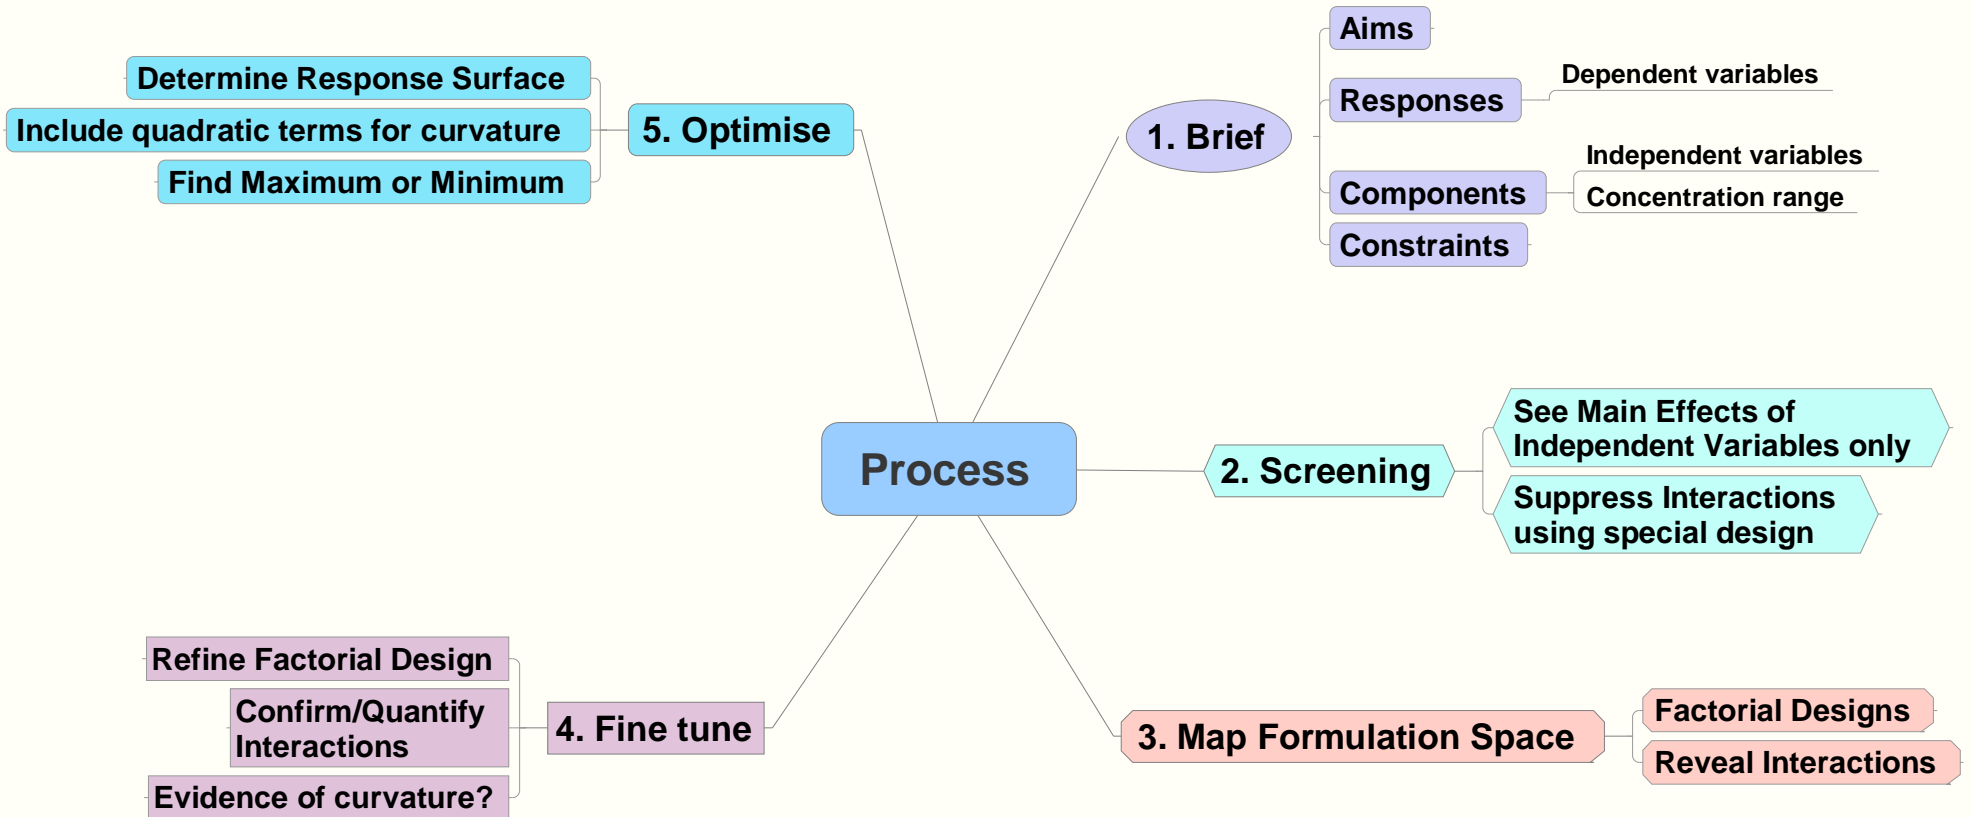 Process
1. Brief
Aims
Responses
Dependent variables
Components
Independent variables
Concentration range
Constraints
2. Screening
See Main Effects of
Independent Variables only
Suppress Interactions
using special design
3. Map Formulation Space
Factorial Designs
Reveal Interactions
4. Fine tune
Refine Factorial Design
Confirm/Quantify
Interactions
Evidence of curvature?
5. Optimise
Determine Response Surface
Include quadratic terms for curvature
Find Maximum or Minimum